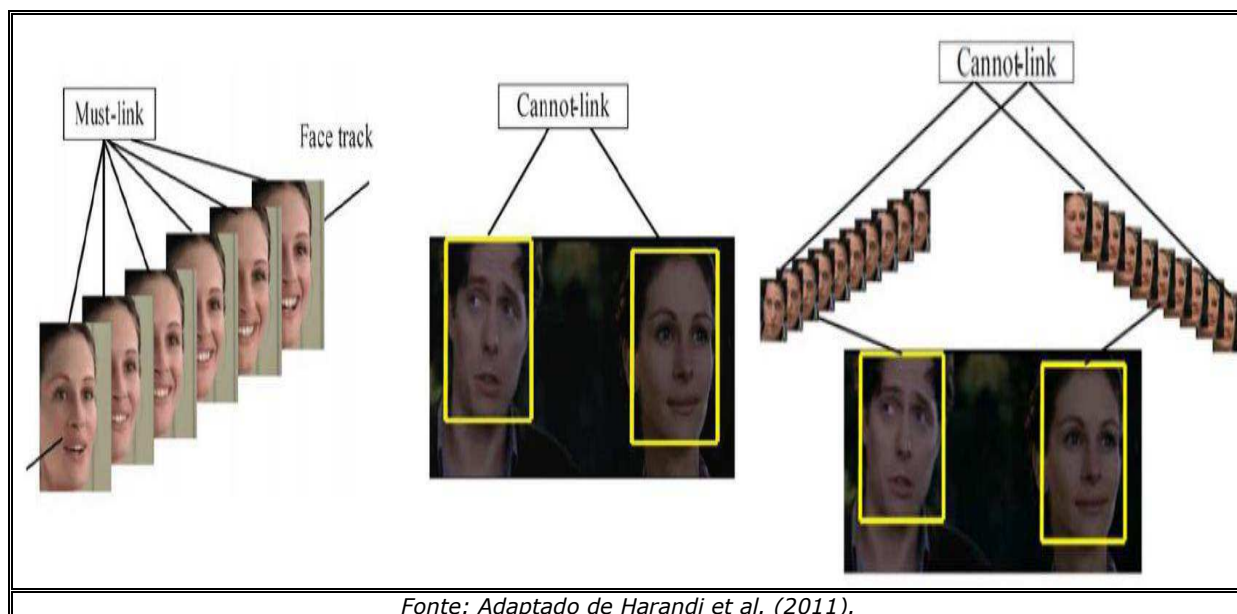 Must-link
Face track
Cannot-link
Cannot-link
Fonte: Adaptado de Harandi et al. (2011).